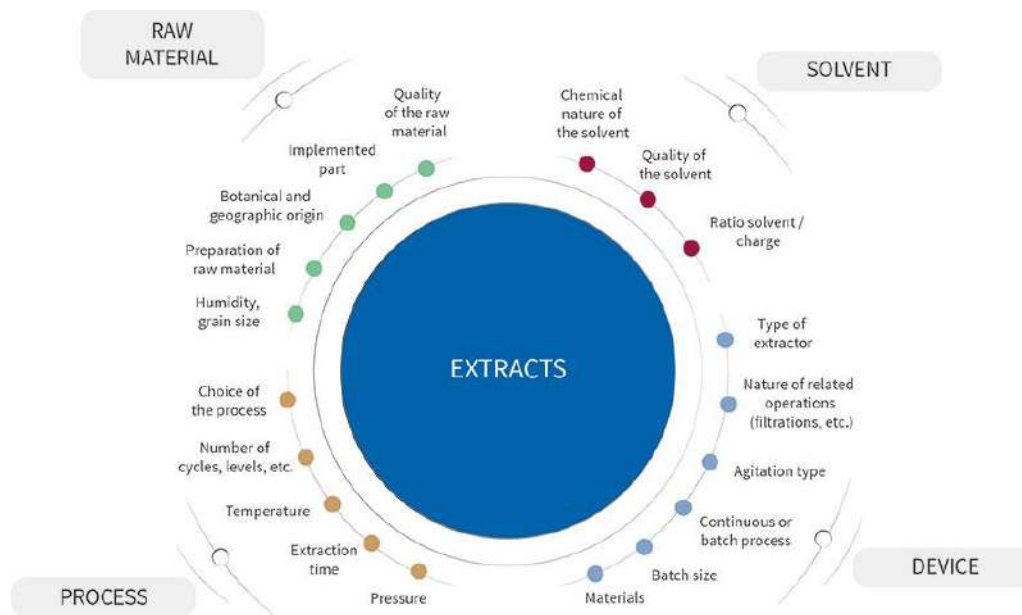 RAW
MATERIAL
Quality
of the raw
material
Implemented
part
Botanical and
geographic origin
Preparation of
raw material
Humidity,
grain size
SOLVENT
Chemical
nature of
the solvent
Quality of
the solvent
Ratio solvent /
charge
EXTRACTS
Choice of
the process
Number of
cycles, levels, etc.
Temperature
Extraction
time
Pressure
PROCESS
Type of
extractor
Nature of related
operations
(filtrations, etc.)
Agitation type
Continuous or
batch process
Batch size
Materials
DEVICE